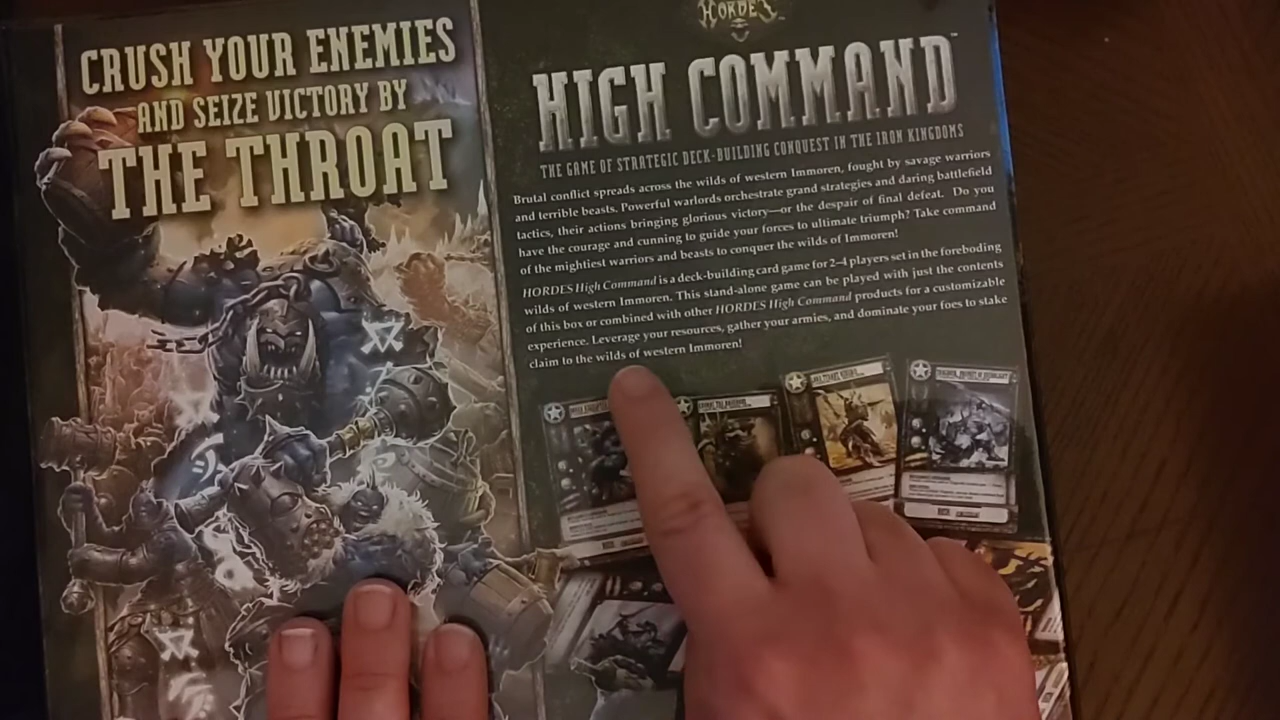 CRUSH YOUR ENEMIES
AND SEIZE VICTORY BY
THE THROAT
HORDES
HIGH COMMAND™
THE GAME OF STRATEGIC DECK-BUILDING CONQUEST IN THE IRON KINGDOMS
Brutal conflict spreads across the wilds of western Immoren, fought by savage warriors
and terrible beasts. Powerful warlords orchestrate grand strategies and daring battlefield
tactics, their actions bringing glorious victory—or the despair of final defeat. Do you
have the courage and cunning to guide your forces to ultimate triumph? Take command
of the mightiest warriors and beasts to conquer the wilds of Immoren!
HORDES High Command is a deck-building card game for 2–4 players set in the foreboding
wilds of western Immoren. This stand-alone game can be played with just the contents
of this box or combined with other HORDES High Command products for a customizable
experience. Leverage your resources, gather your armies, and dominate your foes to stake
claim to the wilds of western Immoren!